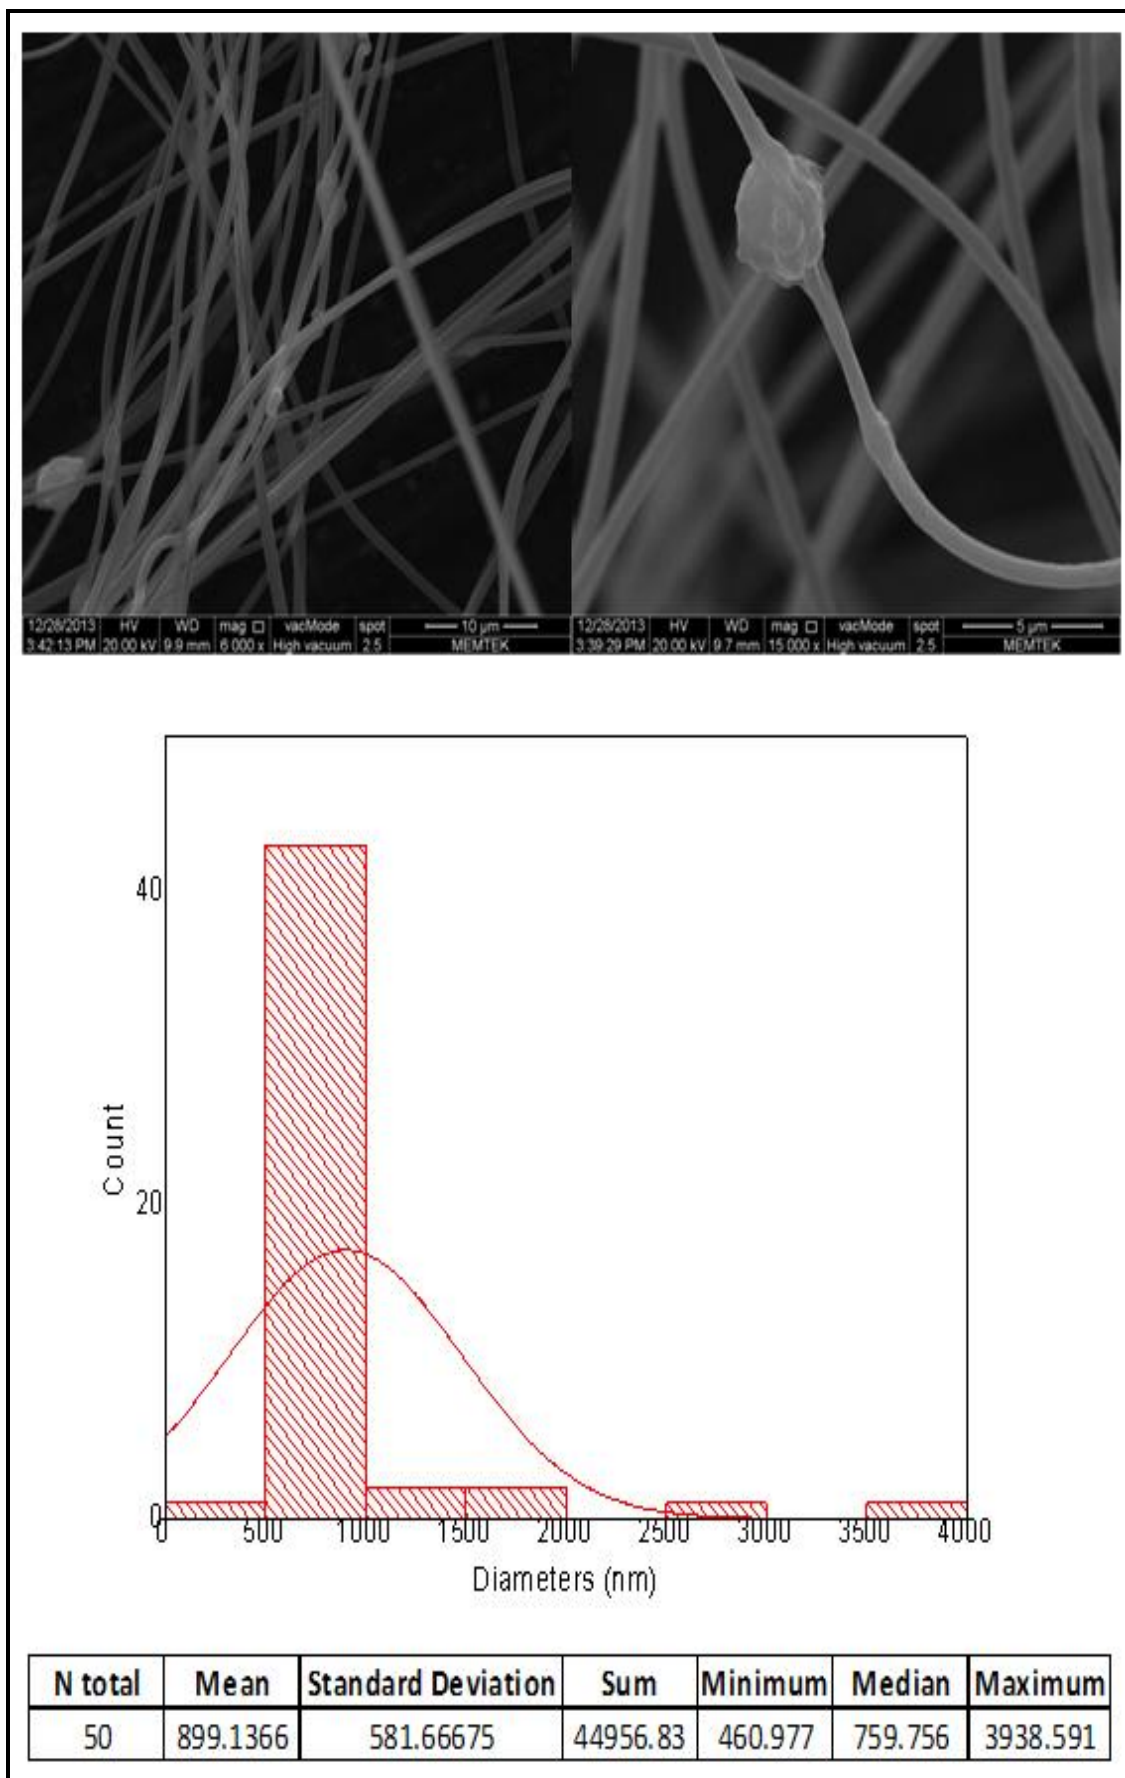 12/28/2013 HV WD mag □ vacMode spot 10 µm
3:42:13 PM 20.00 kV 9.9 mm 6 000 x High vacuum 2.5 MEMTEK
12/28/2013 HV WD mag □ vacMode spot 5 µm
3:39:29 PM 20.00 kV 9.7 mm 15 000 x High vacuum 2.5 MEMTEK
40
20
0
Count
0 500 1000 1500 2000 2500 3000 3500 4000
Diameters (nm)
N total Mean Standard Deviation Sum Minimum Median Maximum
50 899.1366 581.66675 44956.83 460.977 759.756 3938.591